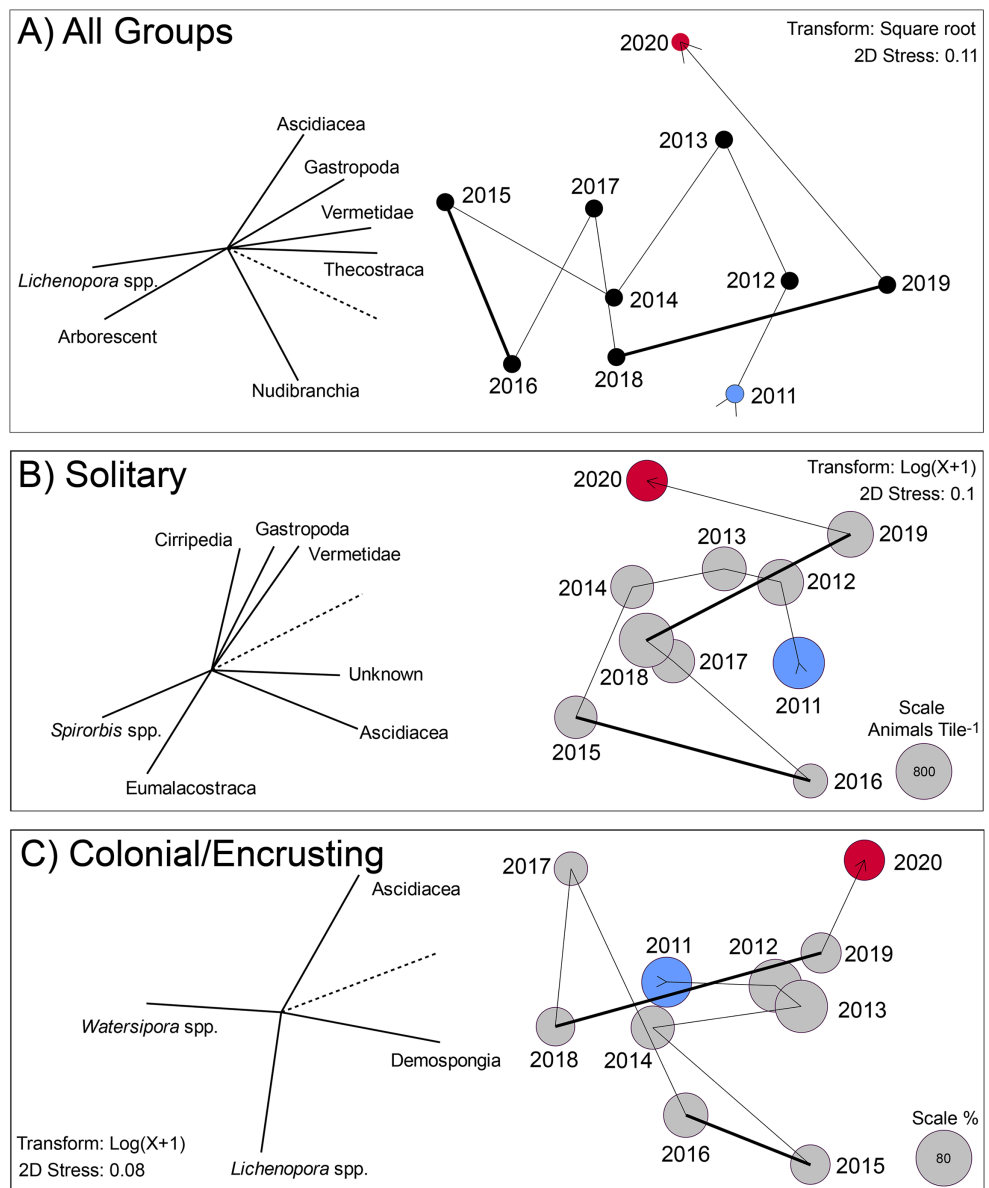 A) All Groups
Transform: Square root
2D Stress: 0.11
2020
Ascidiacea
2013
Gastropoda
2015
2017
Vermetidae
Thecostraca
Lichenopora spp.
2012
2019
2014
Arborescent
2016
2018
Nudibranchia
2011
B) Solitary
Transform: Log(X+1)
2D Stress: 0.1
2020
Cirripedia
Gastropoda
Vermetidae
2013
2019
2014
2012
Unknown
2018
2017
2011
Spirorbis spp.
Ascidiacea
2015
Scale
Animals Tile-1
800
Eumalacostraca
2016
C) Colonial/Encrusting
2017
2020
Ascidiacea
2011
2012
2019
Watersipora spp.
2013
2018
2014
Demospongia
Transform: Log(X+1)
2D Stress: 0.08
Lichenopora spp.
2016
2015
Scale %
80